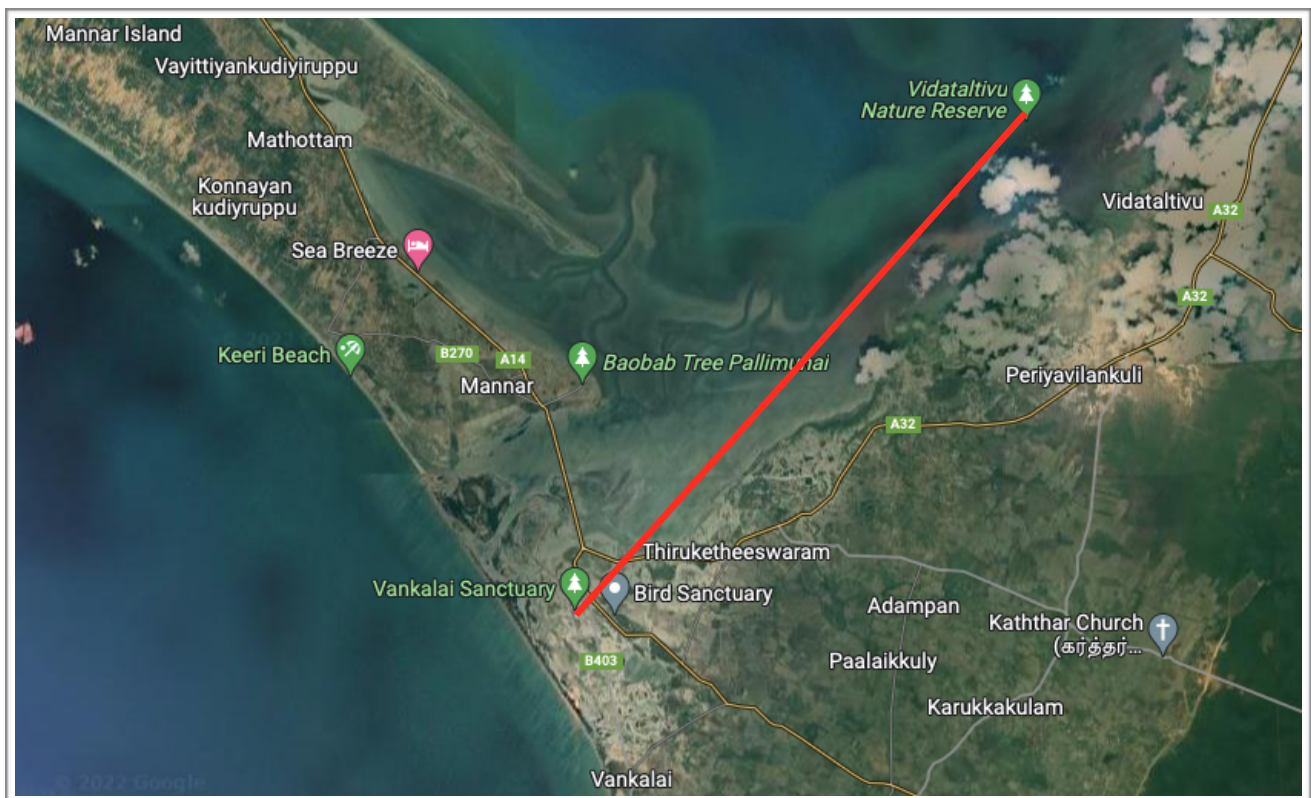 Mannar Island
Vayittiyankudiyiruppu
Vidataltivu
Nature Reserve
Mathottam
Konnayan
kudiyruppu
Vidataltivu
A32
Sea Breeze
A32
Keeri Beach
B270
A14
Baobab Tree Pallimunai
Mannar
Periyavilankuli
A32
Thiruketheeswaram
Vankalai Sanctuary
Bird Sanctuary
Adampan
Kaththar Church
(கர்த்தர்...
B403
Paalaikkuly
Karukkakulam
Vankalai
© 2022 Google